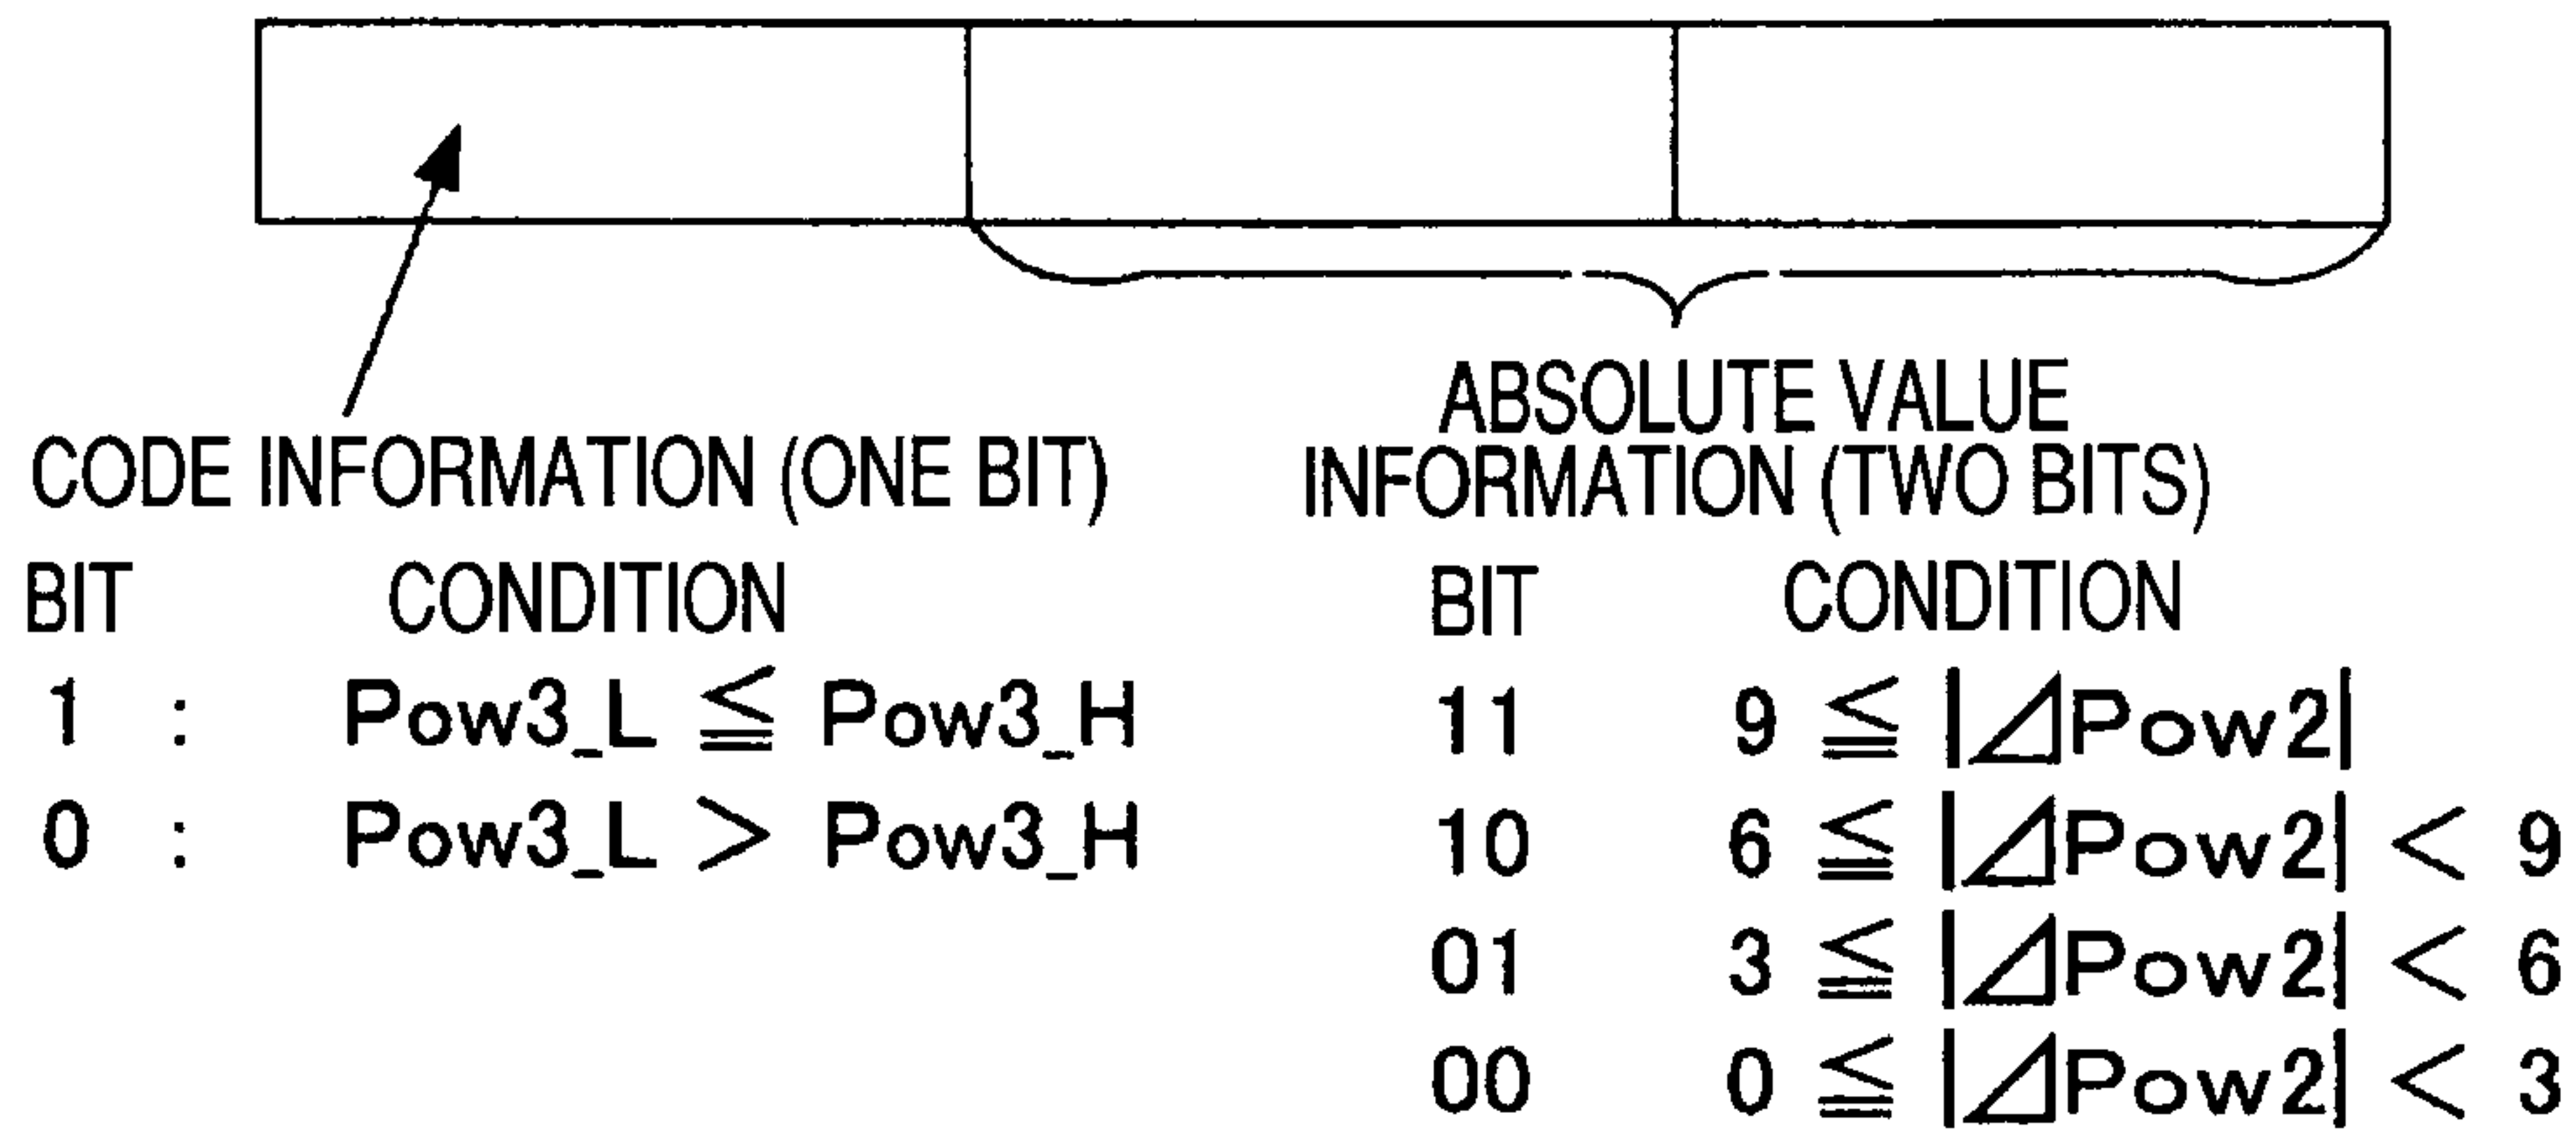 CODE INFORMATION (ONE BIT)
BIT CONDITION
1 : Pow3_L ≦ Pow3_H
0 : Pow3_L > Pow3_H
ABSOLUTE VALUE
INFORMATION (TWO BITS)
BIT CONDITION
11 9 ≦ |⊿Pow2|
10 6 ≦ |⊿Pow2| < 9
01 3 ≦ |⊿Pow2| < 6
00 0 ≦ |⊿Pow2| < 3